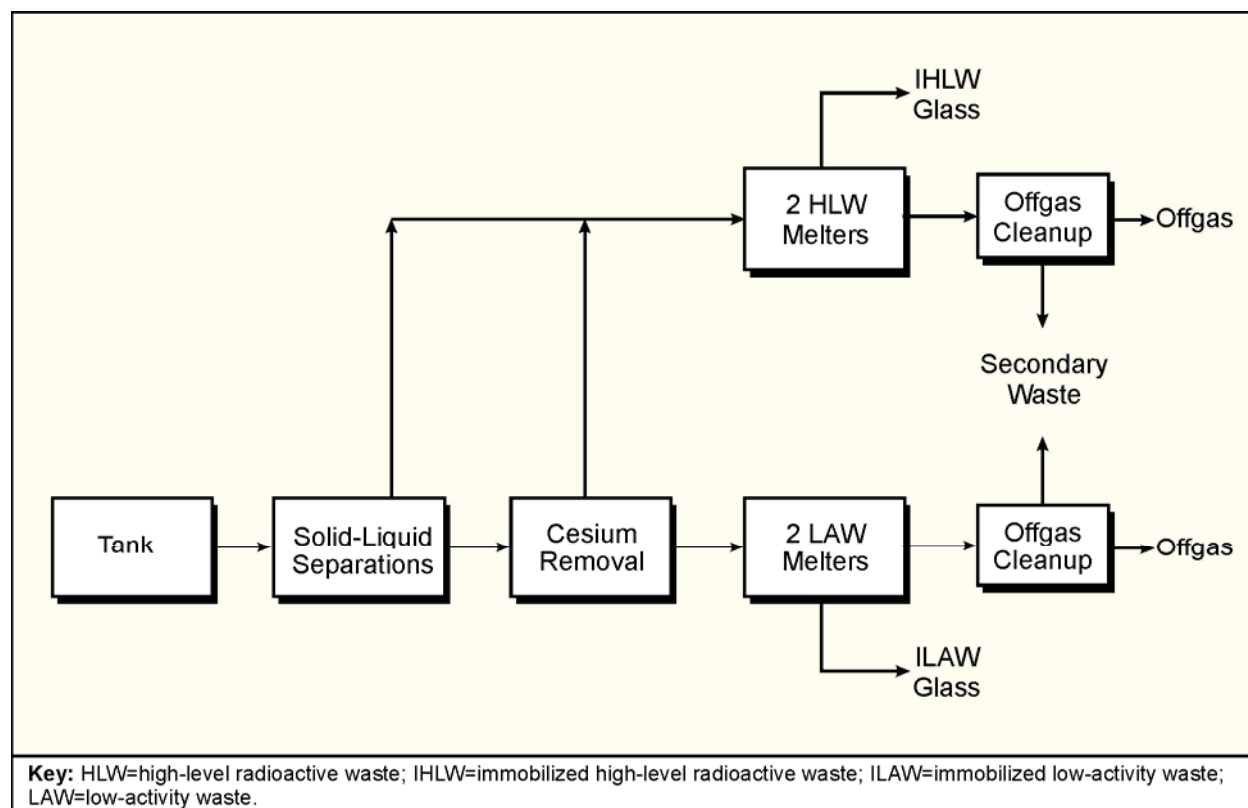 IHLW
Glass
2 HLW
Melters
Offgas
Cleanup
Offgas
Secondary
Waste
Tank
Solid-Liquid
Separations
Cesium
Removal
2 LAW
Melters
Offgas
Cleanup
Offgas
ILAW
Glass
Key: HLW=high-level radioactive waste; IHLW=immobilized high-level radioactive waste; ILAW=immobilized low-activity waste;
LAW=low-activity waste.